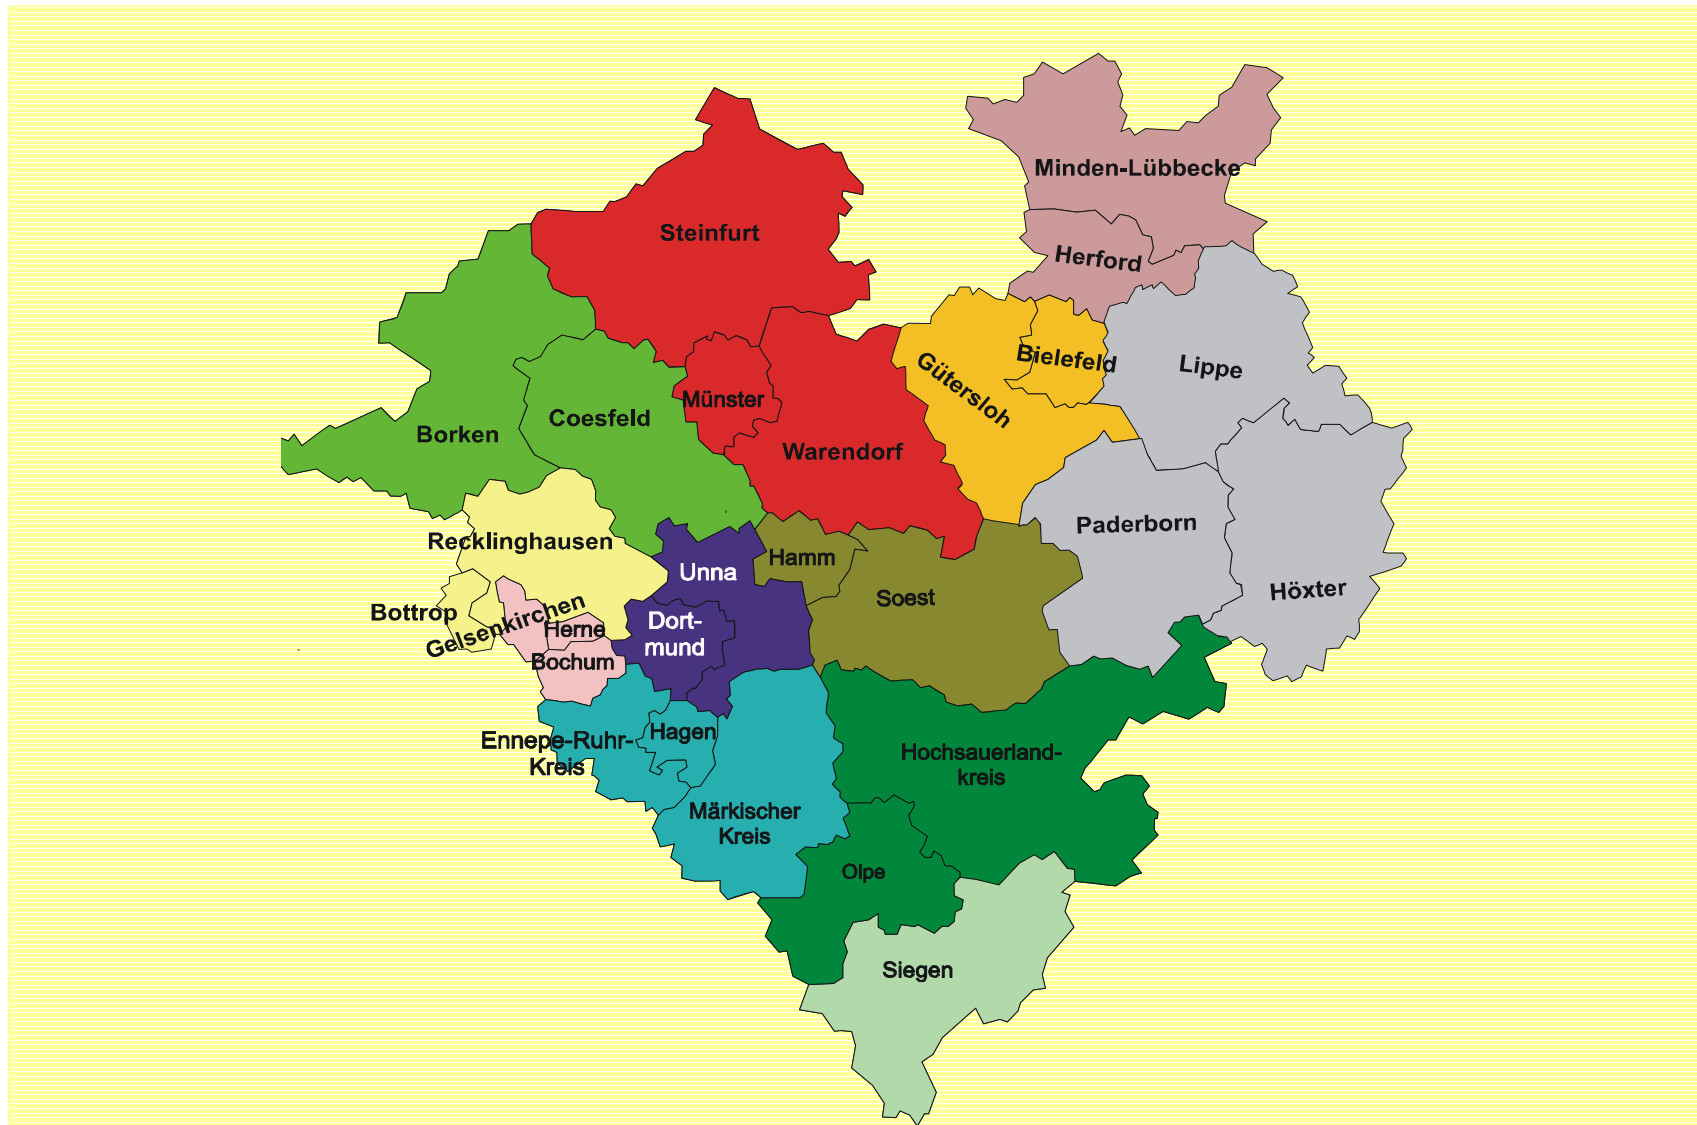 Minden-Lübbecke
Steinfurt
Herford
Bielefeld
Lippe
Gütersloh
Münster
Coesfeld
Borken
Warendorf
Paderborn
Recklinghausen
Hamm
Unna
Höxter
Soest
Bottrop
Gelsenkirchen
Herne
Dort-
mund
Bochum
Hagen
Ennepe-Ruhr-
Kreis
Hochsauerland-
kreis
Märkischer
Kreis
Olpe
Siegen